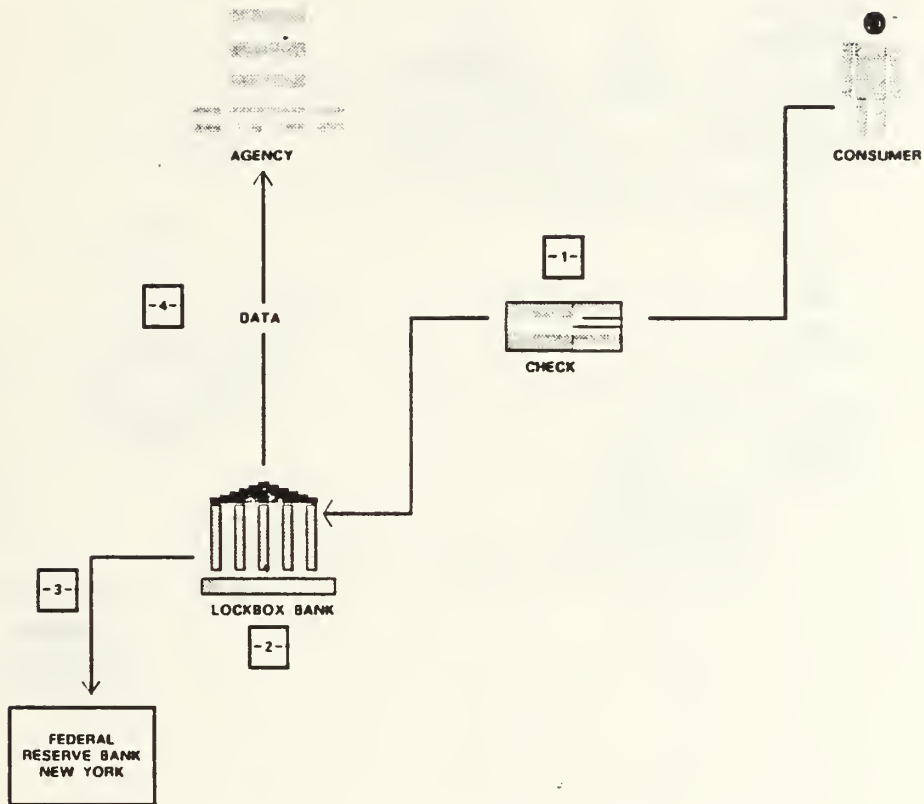 AGENCY
CONSUMER
-1-
-4-
DATA
CHECK
-3-
LOCKBOX BANK
-2-
FEDERAL
RESERVE BANK
NEW YORK